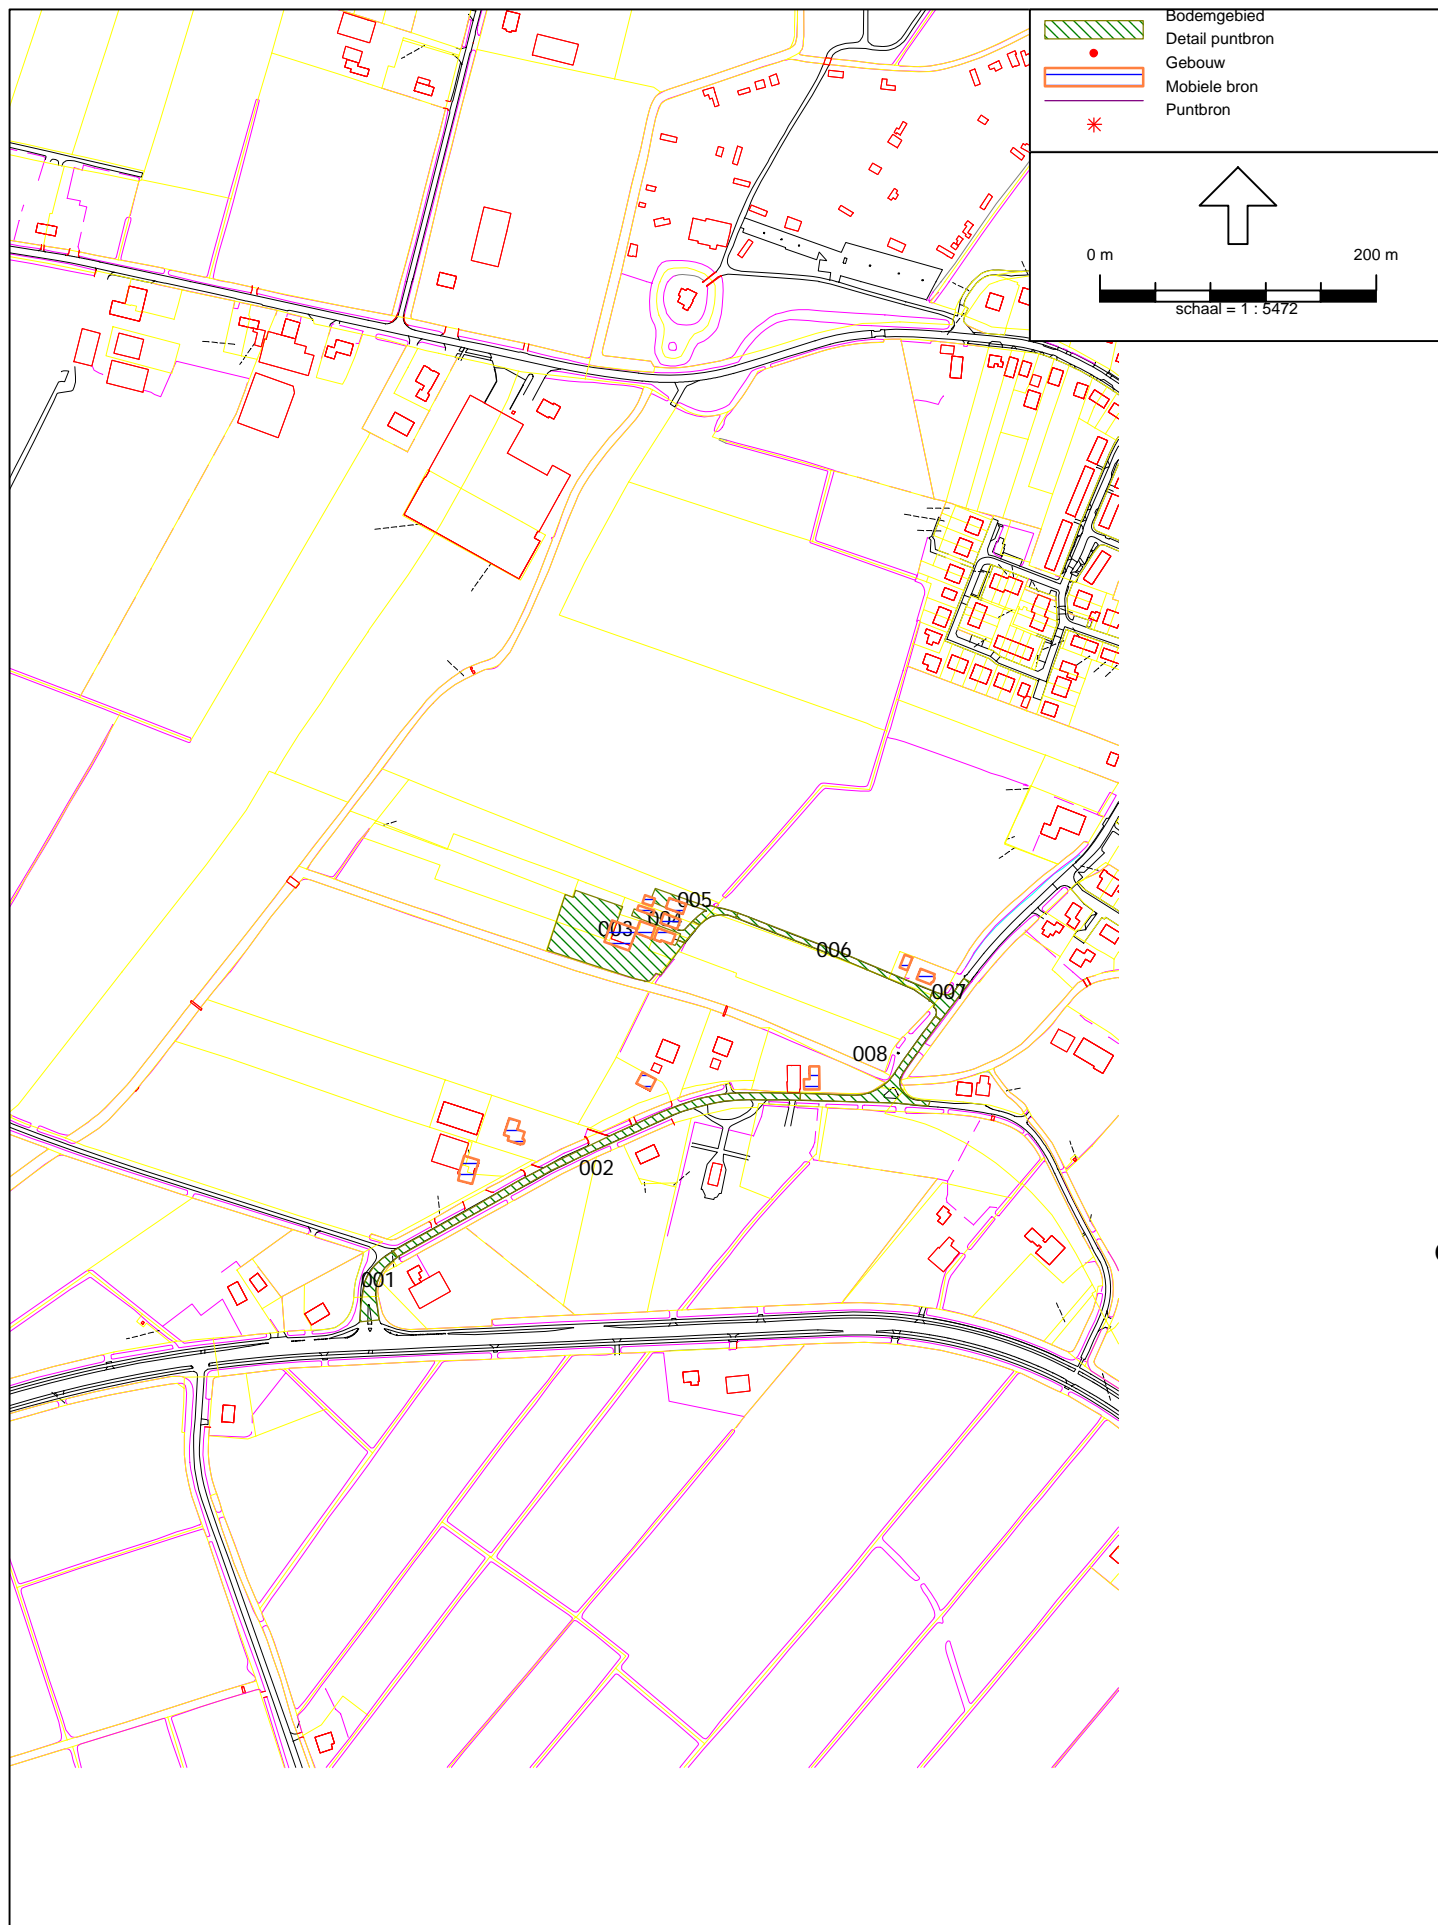 Bodemgebied
Detail puntbron
Gebouw
Mobiele bron
Puntbron
0 m 200 m
schaal = 1 : 5472
005
004
003
006
007
008
002
001